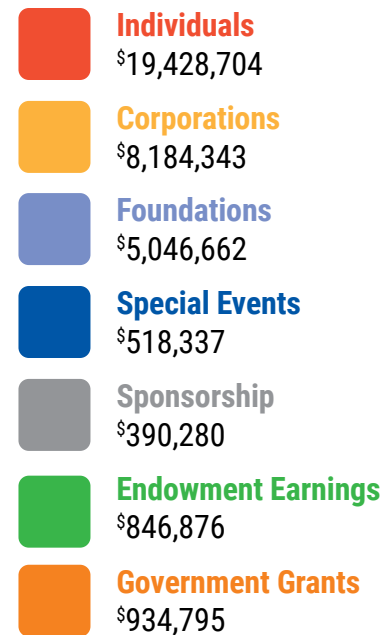 Individuals
$19,428,704
Corporations
$8,184,343
Foundations
$5,046,662
Special Events
$518,337
Sponsorship
$390,280
Endowment Earnings
$846,876
Government Grants
$934,795